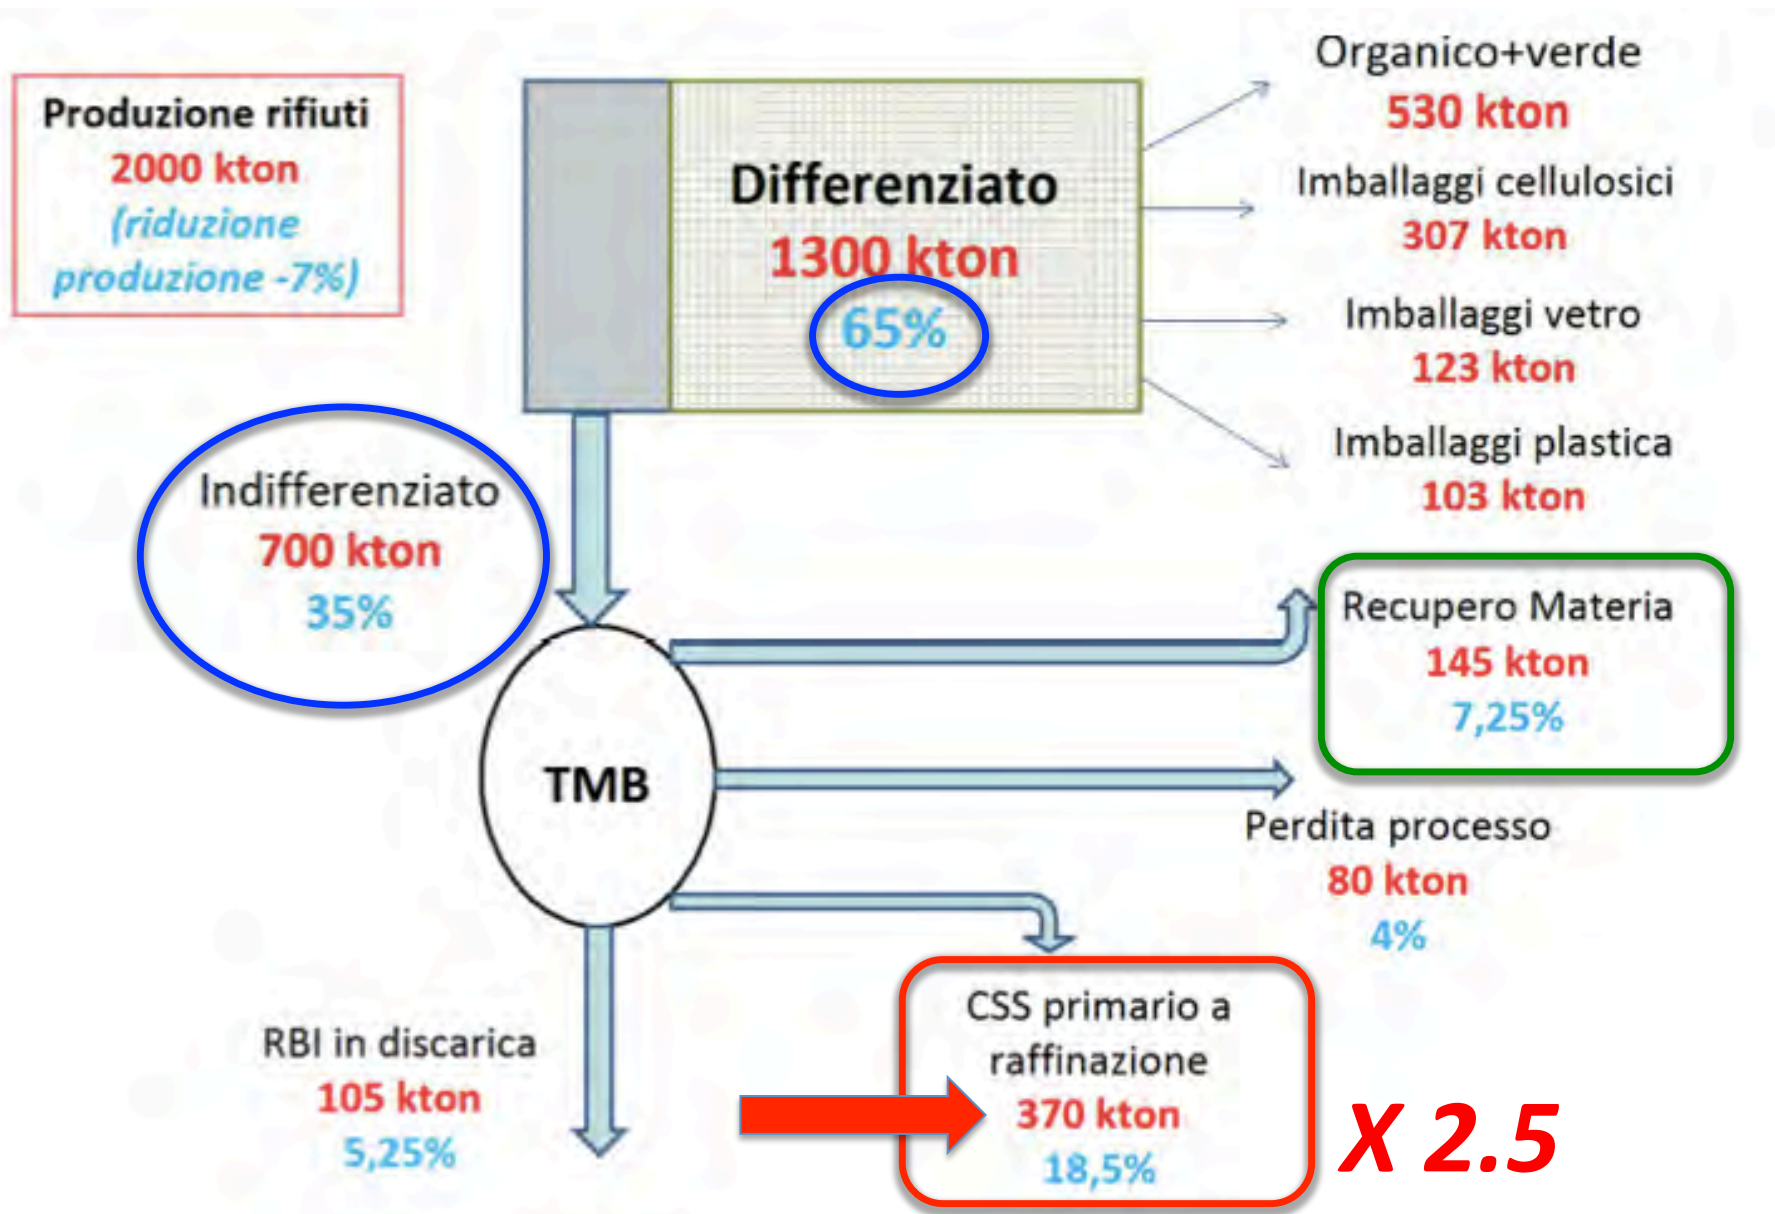 Produzione rifiuti
2000 kton
(riduzione
produzione -7%)
Differenziato
1300 kton
65%
Organico+verde
530 kton
Imballaggi cellulosici
307 kton
Imballaggi vetro
123 kton
Imballaggi plastica
103 kton
Indifferenziato
700 kton
35%
TMB
Recupero Materia
145 kton
7,25%
Perdita processo
80 kton
4%
RBI in discarica
105 kton
5,25%
CSS primario a
raffinazione
370 kton
18,5%
X 2.5